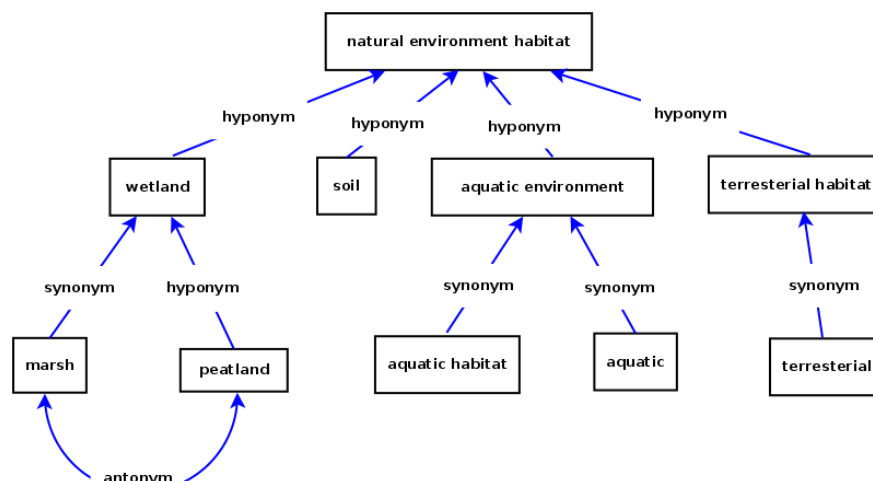 natural environment habitat
hyponym
hyponym
hyponym
hyponym
wetland
soil
aquatic environment
terresterial habitat
synonym
hyponym
synonym
synonym
synonym
marsh
peatland
aquatic habitat
aquatic
terresterial
antonym